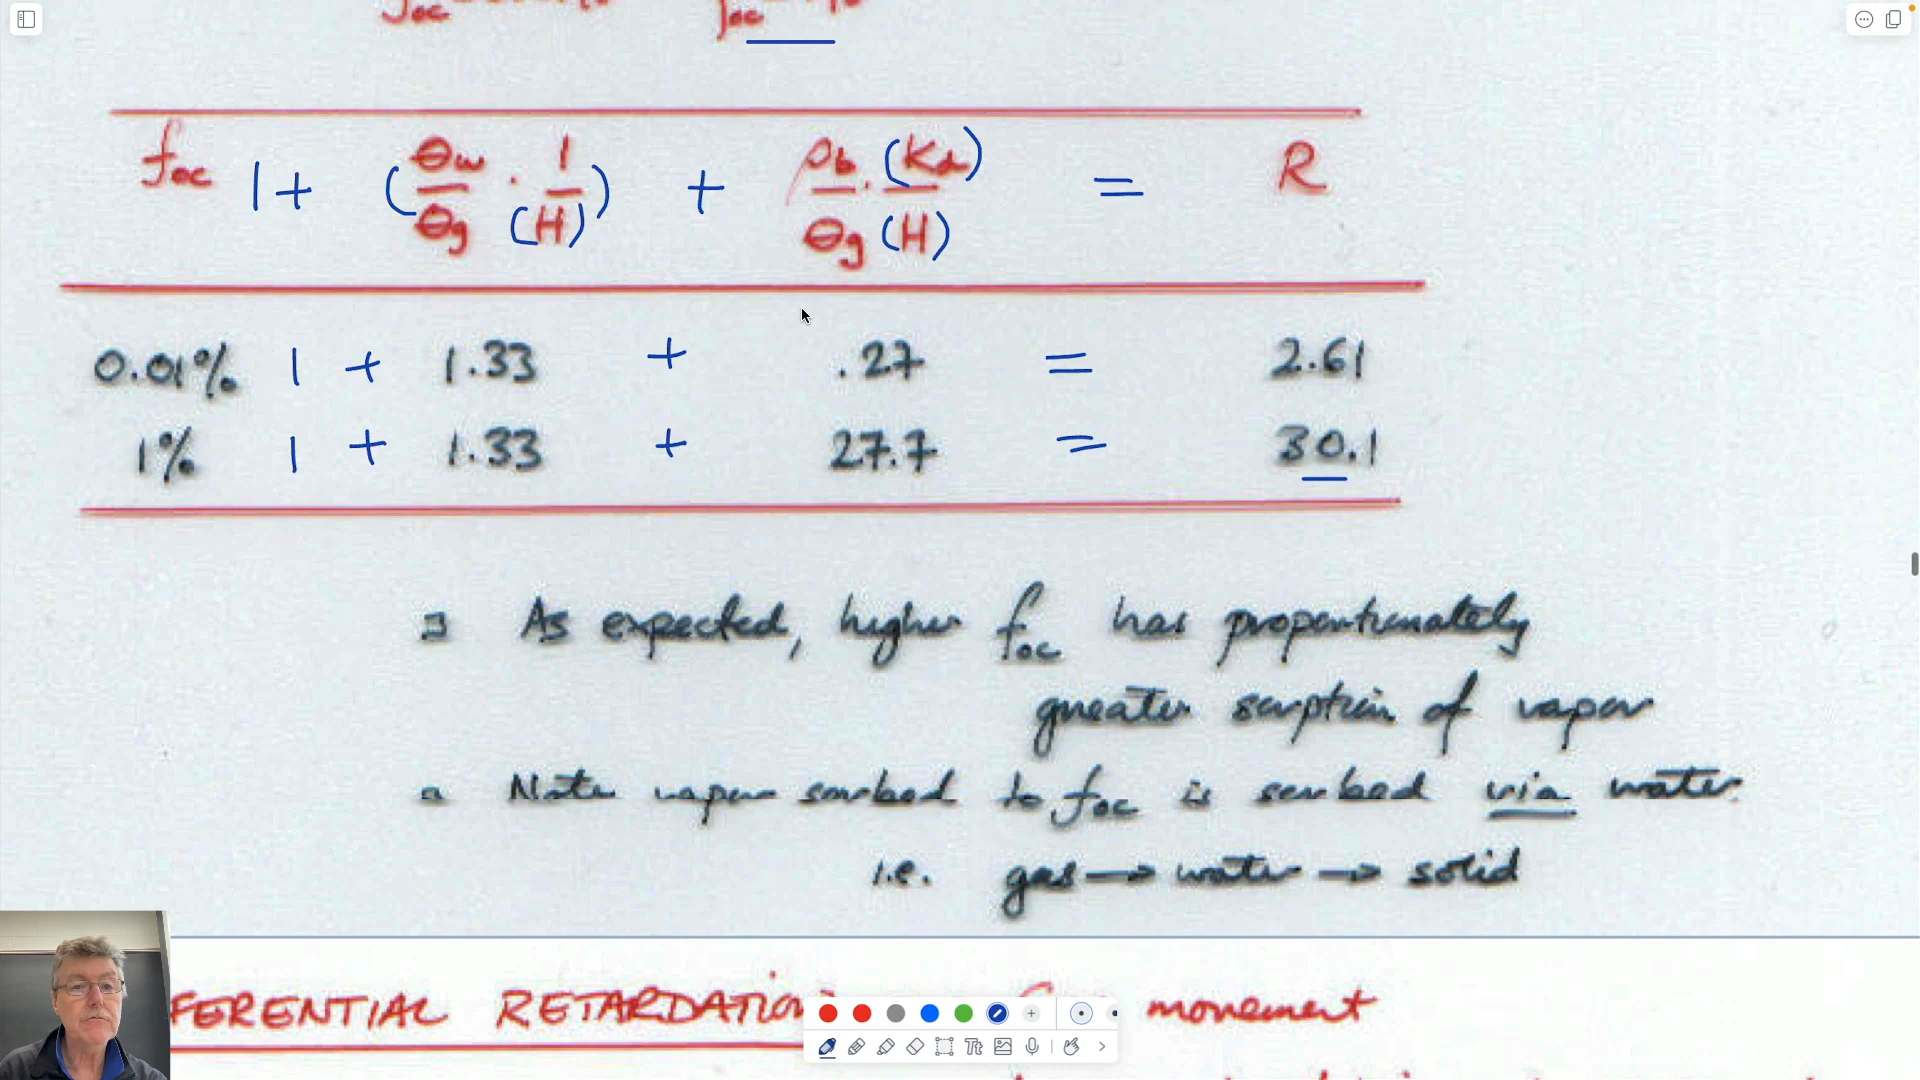 foc 1 + (θw/θg · 1/(H)) + ρb/θg · (Kd)/(H) = R
0.01% 1 + 1.33 + .27 = 2.61
1% 1 + 1.33 + 27.7 = 30.1
As expected, higher foc has proportionately
greater sorption of vapor
Note vapor sorbed to foc is sorbed via water.
i.e. gas → water → solid
FERENTIAL RETARDATION movement
Tt